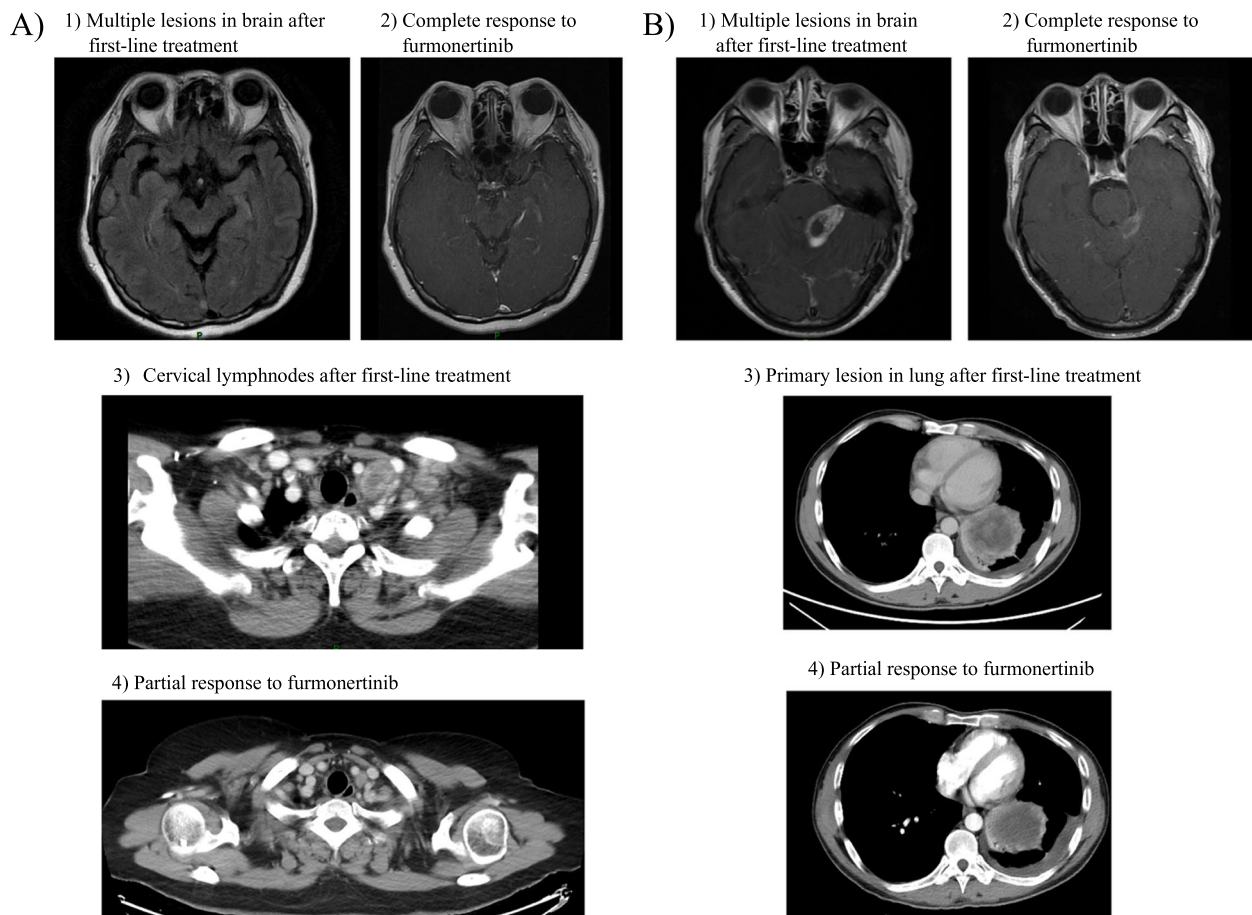 A)
1) Multiple lesions in brain after
first-line treatment
2) Complete response to
furmonertinib
B)
1) Multiple lesions in brain
after first-line treatment
2) Complete response to
furmonertinib
P
3) Cervical lymphnodes after first-line treatment
3) Primary lesion in lung after first-line treatment
4) Partial response to furmonertinib
4) Partial response to furmonertinib